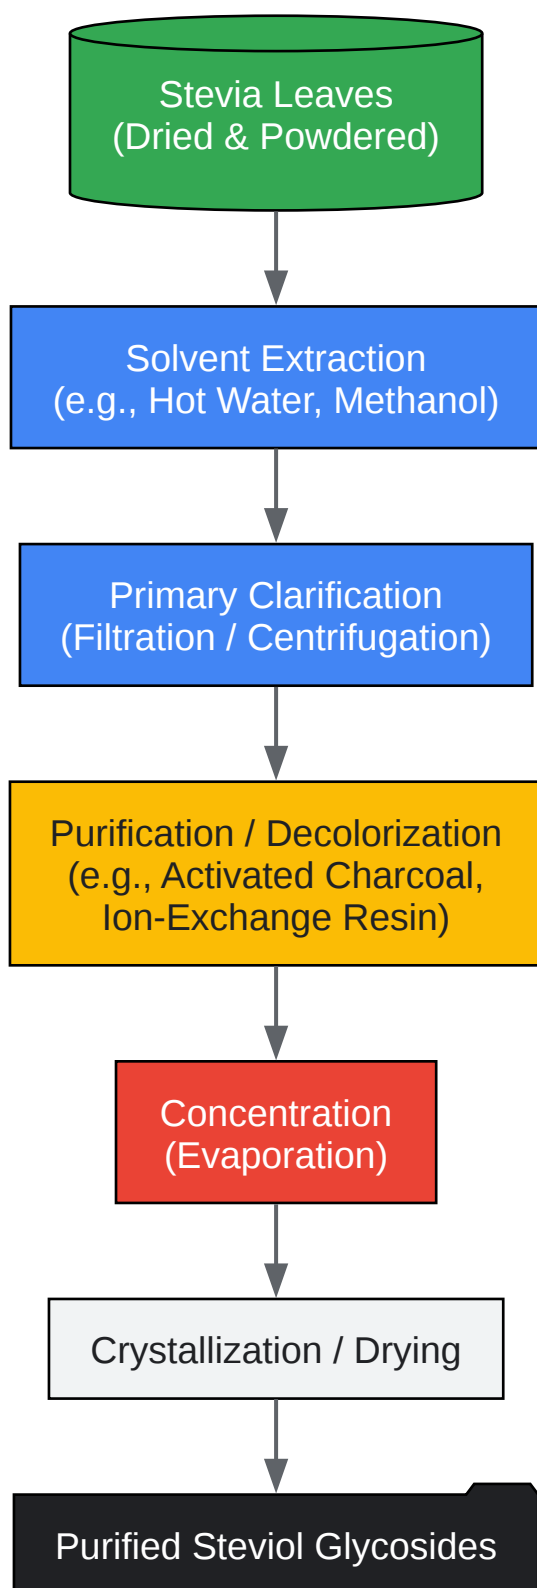 Stevia Leaves
(Dried & Powdered)
Solvent Extraction
(e.g., Hot Water, Methanol)
Primary Clarification
(Filtration / Centrifugation)
Purification / Decolorization
(e.g., Activated Charcoal,
Ion-Exchange Resin)
Concentration
(Evaporation)
Crystallization / Drying
Purified Steviol Glycosides